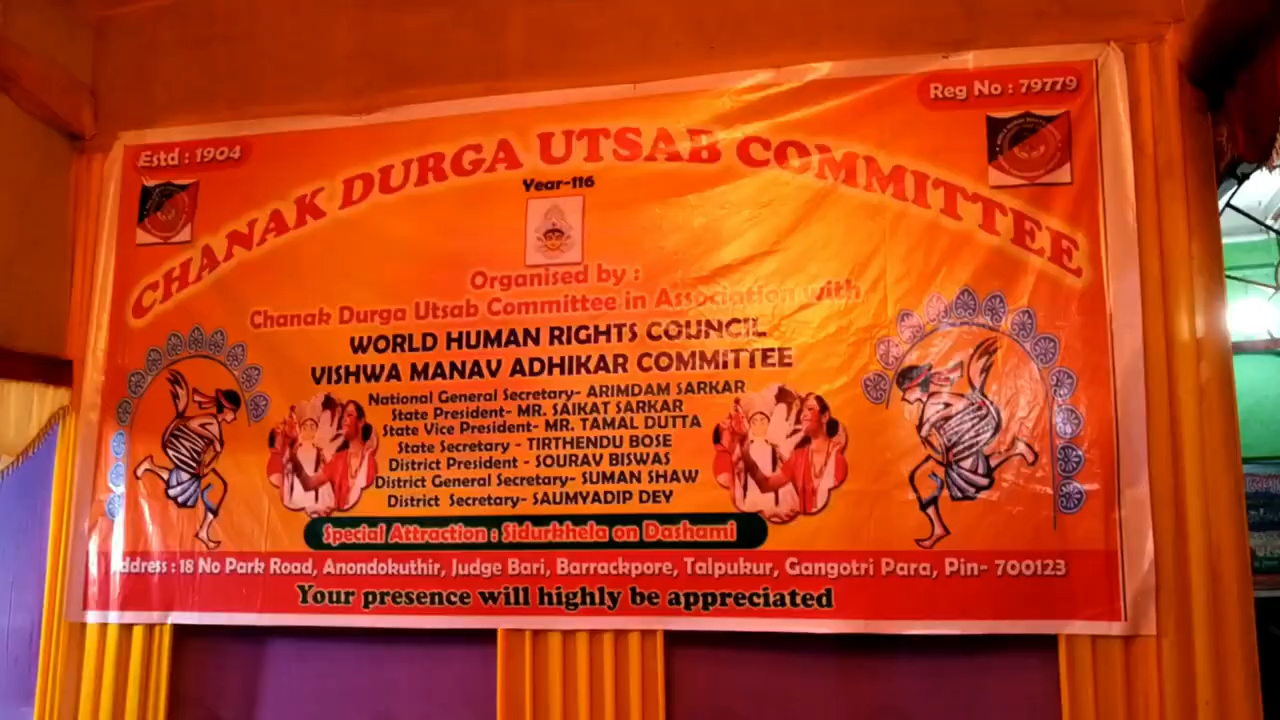 Estd : 1904
Reg No : 79779
CHANAK DURGA UTSAB COMMITTEE
Year-116
Organised by :
Chanak Durga Utsab Committee in Association with
WORLD HUMAN RIGHTS COUNCIL
VISHWA MANAV ADHIKAR COMMITTEE
National General Secretary- ARIMDAM SARKAR
State President- MR. SAIKAT SARKAR
State Vice President- MR. TAMAL DUTTA
State Secretary - TIRTHENDU BOSE
District President - SOURAV BISWAS
District General Secretary- SUMAN SHAW
District Secretary- SAUMYADIP DEY
Special Attraction : Sidurkhela on Dashami
Address : 18 No Park Road, Anondokuthir, Judge Bari, Barrackpore, Talpukur, Gangotri Para, Pin- 700123
Your presence will highly be appreciated